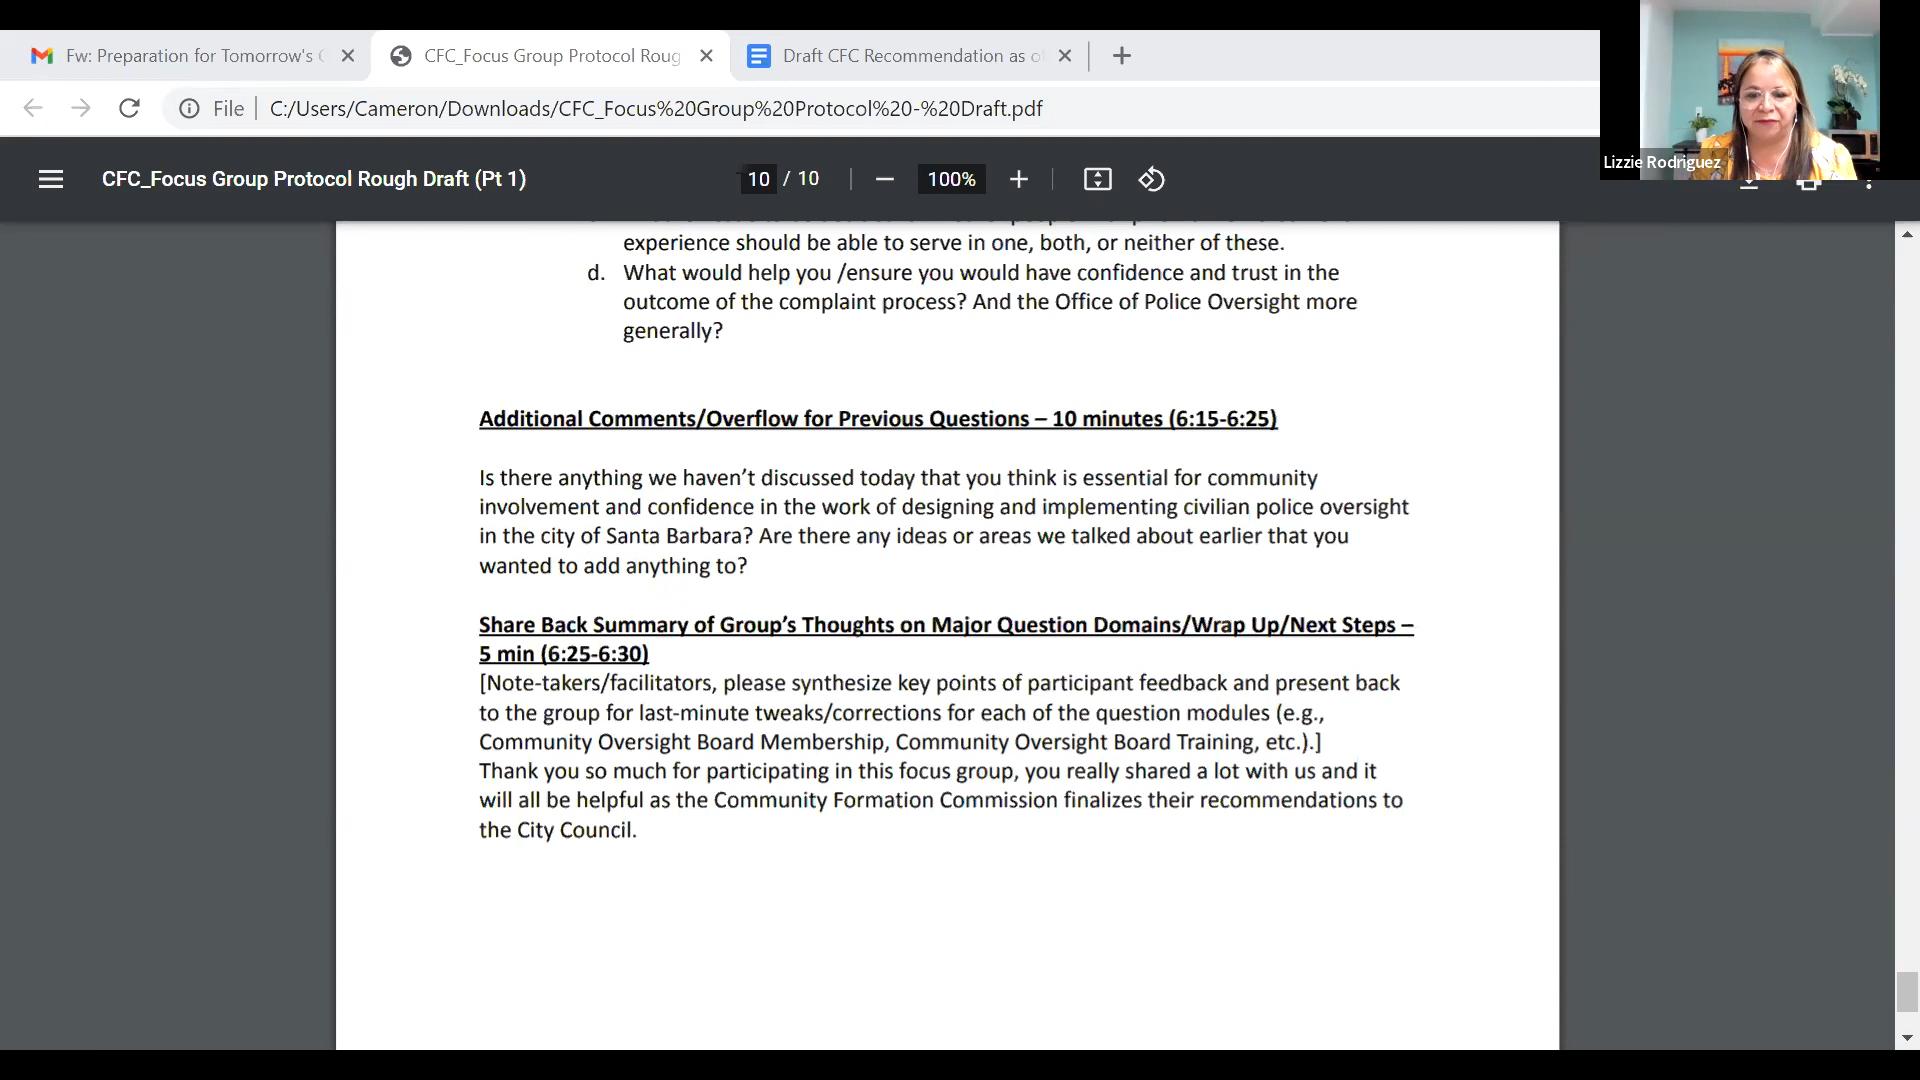 Fw: Preparation for Tomorrow's
CFC_Focus Group Protocol Roug
Draft CFC Recommendation as o
File
C:/Users/Cameron/Downloads/CFC_Focus%20Group%20Protocol%20-%20Draft.pdf
Lizzie Rodriguez
CFC_Focus Group Protocol Rough Draft (Pt 1)
10 / 10
100%
experience should be able to serve in one, both, or neither of these.
d. What would help you /ensure you would have confidence and trust in the
outcome of the complaint process? And the Office of Police Oversight more
generally?
Additional Comments/Overflow for Previous Questions – 10 minutes (6:15-6:25)
Is there anything we haven’t discussed today that you think is essential for community
involvement and confidence in the work of designing and implementing civilian police oversight
in the city of Santa Barbara? Are there any ideas or areas we talked about earlier that you
wanted to add anything to?
Share Back Summary of Group’s Thoughts on Major Question Domains/Wrap Up/Next Steps –
5 min (6:25-6:30)
[Note-takers/facilitators, please synthesize key points of participant feedback and present back
to the group for last-minute tweaks/corrections for each of the question modules (e.g.,
Community Oversight Board Membership, Community Oversight Board Training, etc.).]
Thank you so much for participating in this focus group, you really shared a lot with us and it
will all be helpful as the Community Formation Commission finalizes their recommendations to
the City Council.